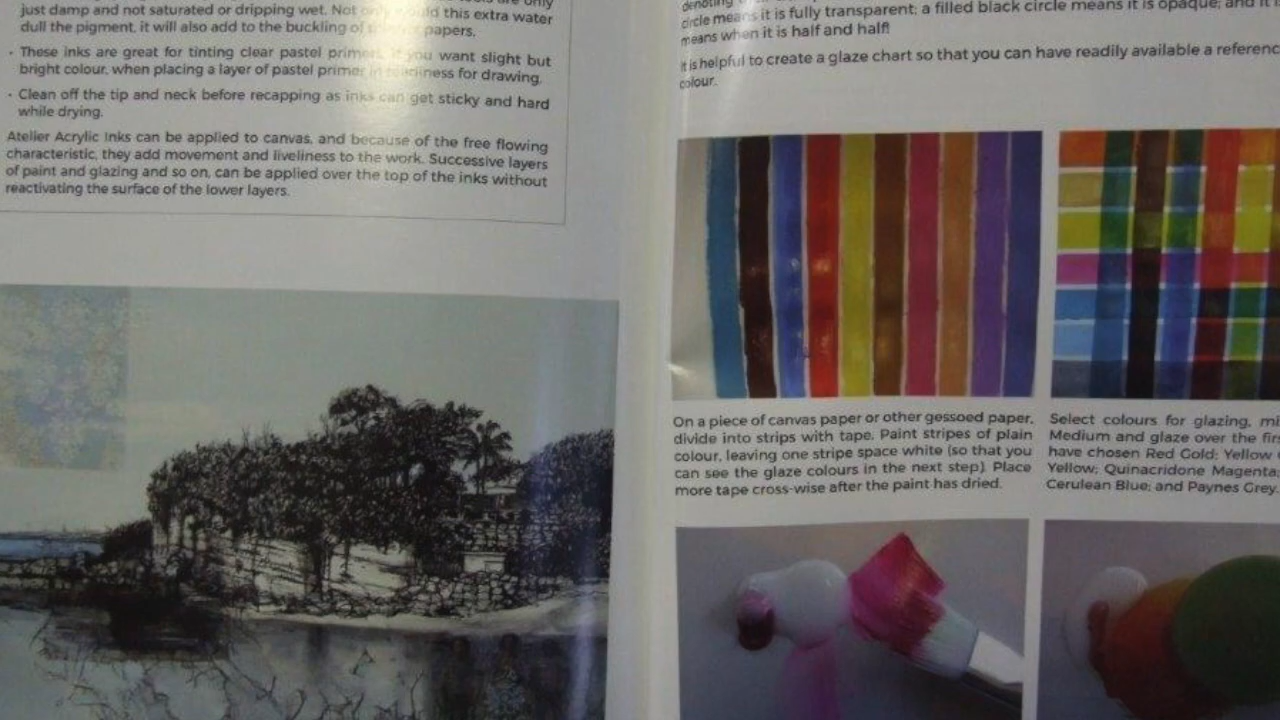 just damp and not saturated or dripping wet. Not only this extra water
dull the pigment, it will also add to the buckling of papers.
· These inks are great for tinting clear pastel primers, if you want slight but
bright colour, when placing a layer of pastel primer in readiness for drawing.
· Clean off the tip and neck before recapping as inks can get sticky and hard
while drying.
Atelier Acrylic Inks can be applied to canvas, and because of the free flowing
characteristic, they add movement and liveliness to the work. Successive layers
of paint and glazing and so on, can be applied over the top of the inks without
reactivating the surface of the lower layers.
denoting
circle means it is fully transparent; a filled black circle means it is opaque; and it
means when it is half and half!
It is helpful to create a glaze chart so that you can have readily available a
colour.
On a piece of canvas paper or other gessoed paper,
divide into strips with tape. Paint stripes of plain
colour, leaving one stripe space white (so that you
can see the glaze colours in the next step). Place
more tape cross-wise after the paint has dried.
Select colours for glazing,
Medium and glaze over the
have chosen Red Gold; Yellow
Yellow; Quinacridone Magenta;
Cerulean Blue; and Paynes Grey.